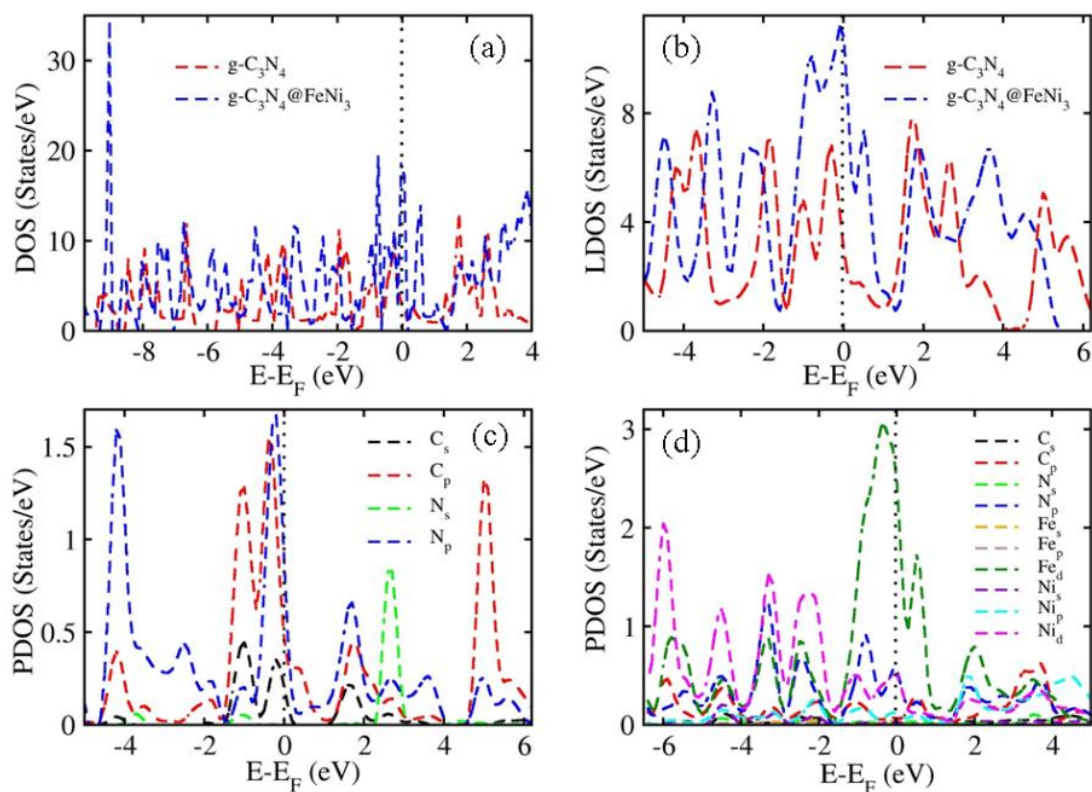 (a)
g-C3N4
g-C3N4@FeNi3
DOS (States/eV)
30
20
10
0
-8 -6 -4 -2 0 2 4
E-EF (eV)
(b)
g-C3N4
g-C3N4@FeNi3
LDOS (States/eV)
8
4
0
-4 -2 0 2 4 6
E-EF (eV)
(c)
Cs
Cp
Ns
Np
PDOS (States/eV)
1.5
1
0.5
0
-4 -2 0 2 4 6
E-EF (eV)
(d)
Cs
Cp
Ns
Np
Fes
Fep
Fed
Nis
Nip
Nid
PDOS (States/eV)
3
2
1
0
-6 -4 -2 0 2 4
E-EF (eV)